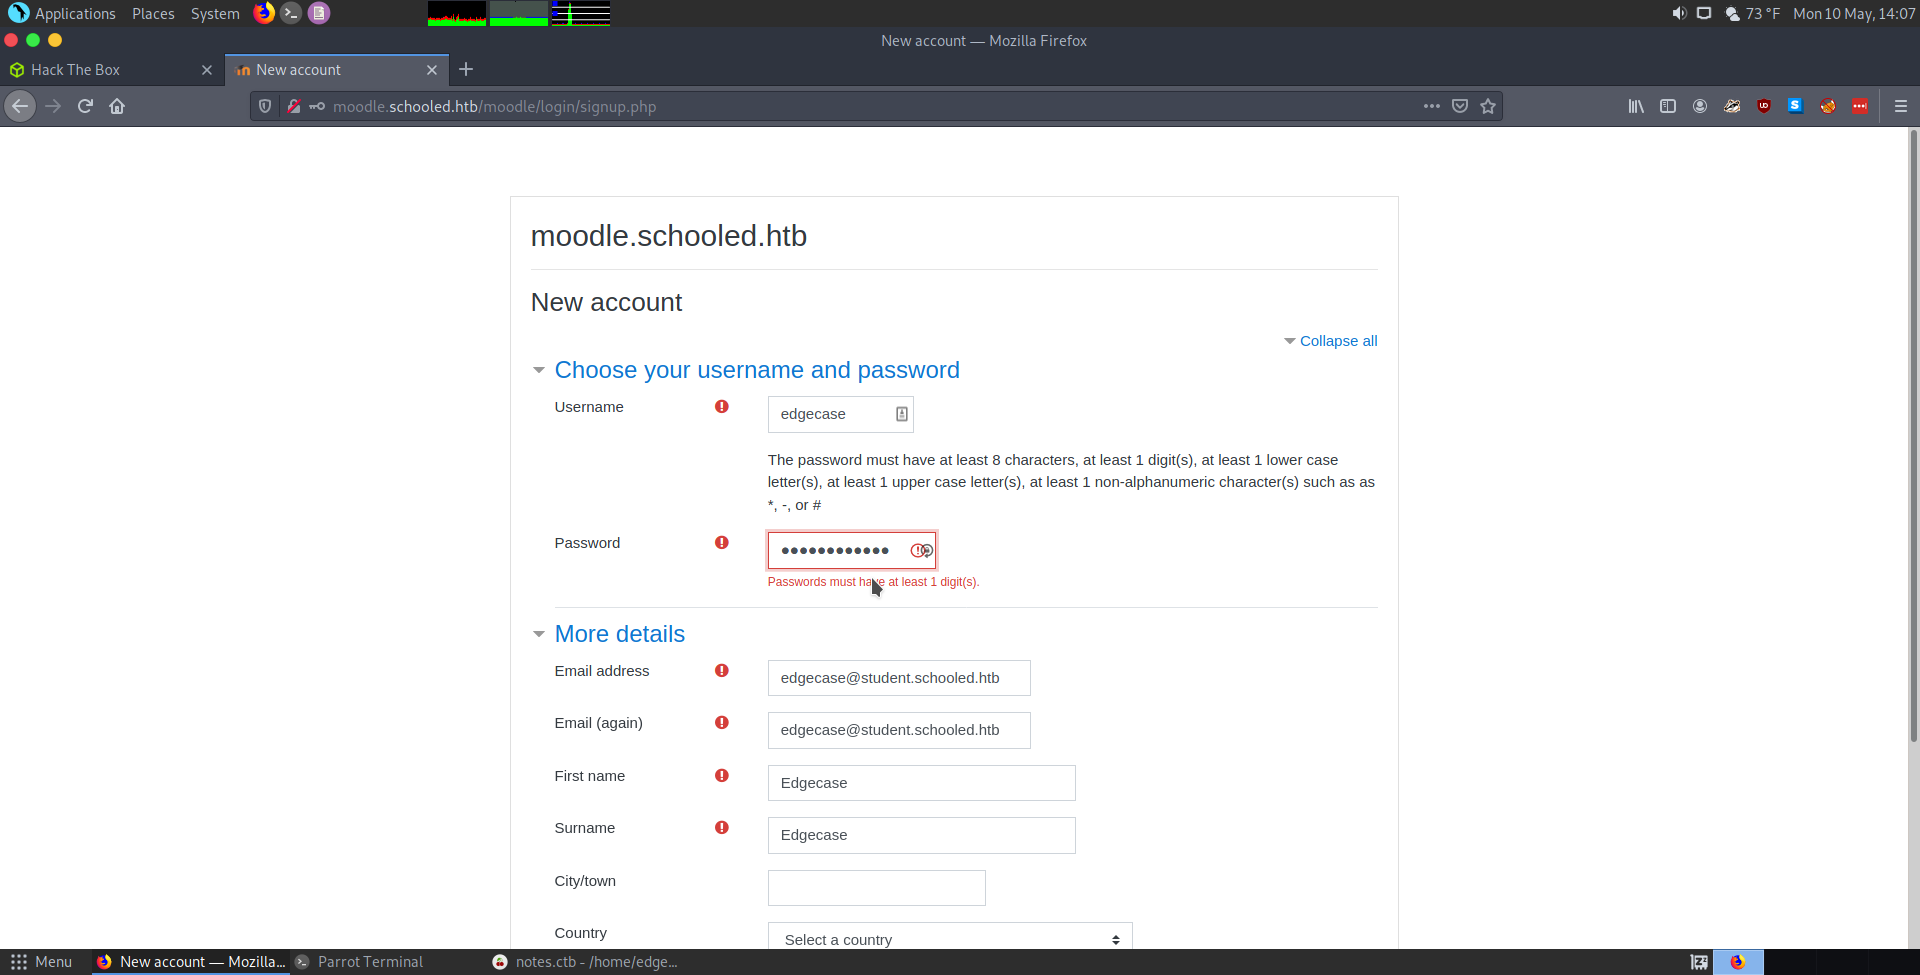 Applications Places System 73 °F Mon 10 May, 14:07
New account — Mozilla Firefox
Hack The Box New account
moodle.schooled.htb/moodle/login/signup.php
moodle.schooled.htb
New account
Collapse all
Choose your username and password
Username edgecase
The password must have at least 8 characters, at least 1 digit(s), at least 1 lower case
letter(s), at least 1 upper case letter(s), at least 1 non-alphanumeric character(s) such as as
*, -, or #
Password ●●●●●●●●●●●●
Passwords must have at least 1 digit(s).
More details
Email address edgecase@student.schooled.htb
Email (again) edgecase@student.schooled.htb
First name Edgecase
Surname Edgecase
City/town
Country Select a country
Menu New account — Mozilla... Parrot Terminal notes.ctb - /home/edge...